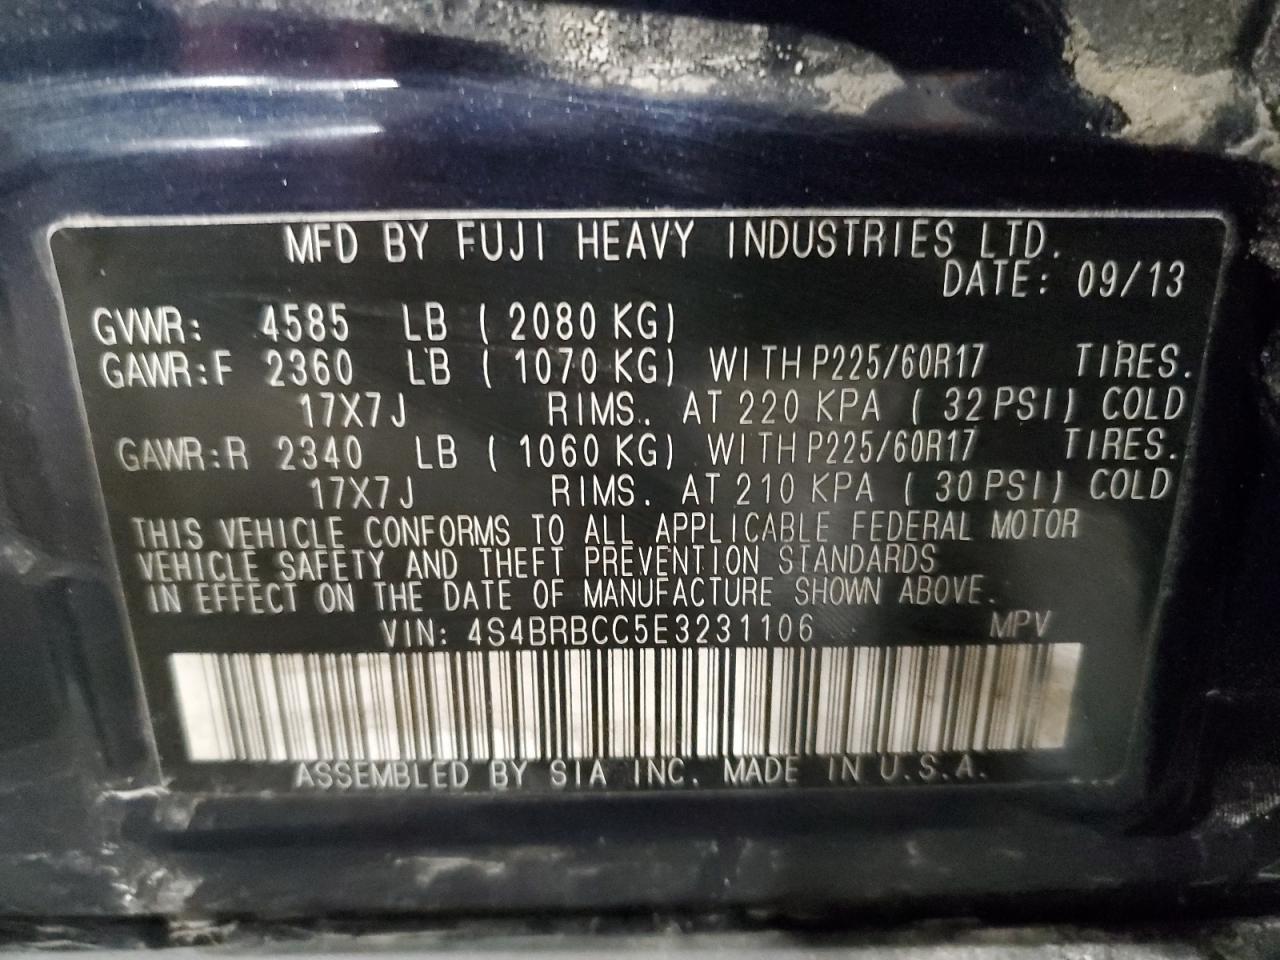 MFD BY FUJI HEAVY INDUSTRIES LTD.
DATE: 09/13
GVWR: 4585 LB ( 2080 KG)
GAWR:F 2360 LB ( 1070 KG) WITH P225/60R17 TIRES.
17X7J RIMS. AT 220 KPA ( 32 PSI) COLD
GAWR:R 2340 LB ( 1060 KG) WITH P225/60R17 TIRES.
17X7J RIMS. AT 210 KPA ( 30 PSI) COLD
THIS VEHICLE CONFORMS TO ALL APPLICABLE FEDERAL MOTOR
VEHICLE SAFETY AND THEFT PREVENTION STANDARDS
IN EFFECT ON THE DATE OF MANUFACTURE SHOWN ABOVE.
VIN: 4S4BRBCC5E3231106 MPV
ASSEMBLED BY SIA INC. MADE IN U.S.A.